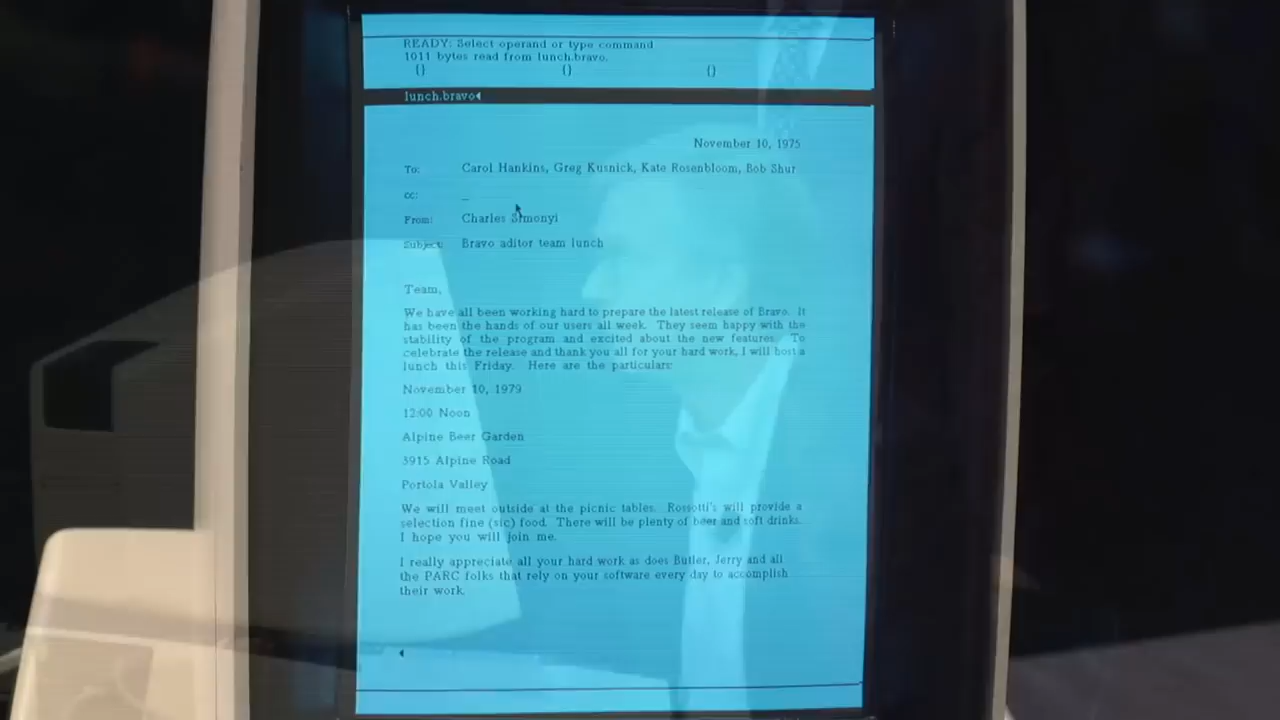 READY: Select operand or type command
1011 bytes read from lunch.bravo.
{} {} {}
lunch.bravo
November 10, 1975
To: Carol Hankins, Greg Kusnick, Kate Rosenbloom, Bob Shur
cc: _
From: Charles Simonyi
Subject: Bravo aditor team lunch
Team,
We have all been working hard to prepare the latest release of Bravo. It
has been the hands of our users all week. They seem happy with the
stability of the program and excited about the new features. To
celebrate the release and thank you all for your hard work, I will host a
lunch this Friday. Here are the particulars:
November 10, 1979
12:00 Noon
Alpine Beer Garden
3915 Alpine Road
Portola Valley
We will meet outside at the picnic tables. Rossotti's will provide a
selection fine (sic) food. There will be plenty of beer and soft drinks.
I hope you will join me.
I really appreciate all your hard work as does Butler, Jerry and all
the PARC folks that rely on your software every day to accomplish
their work.